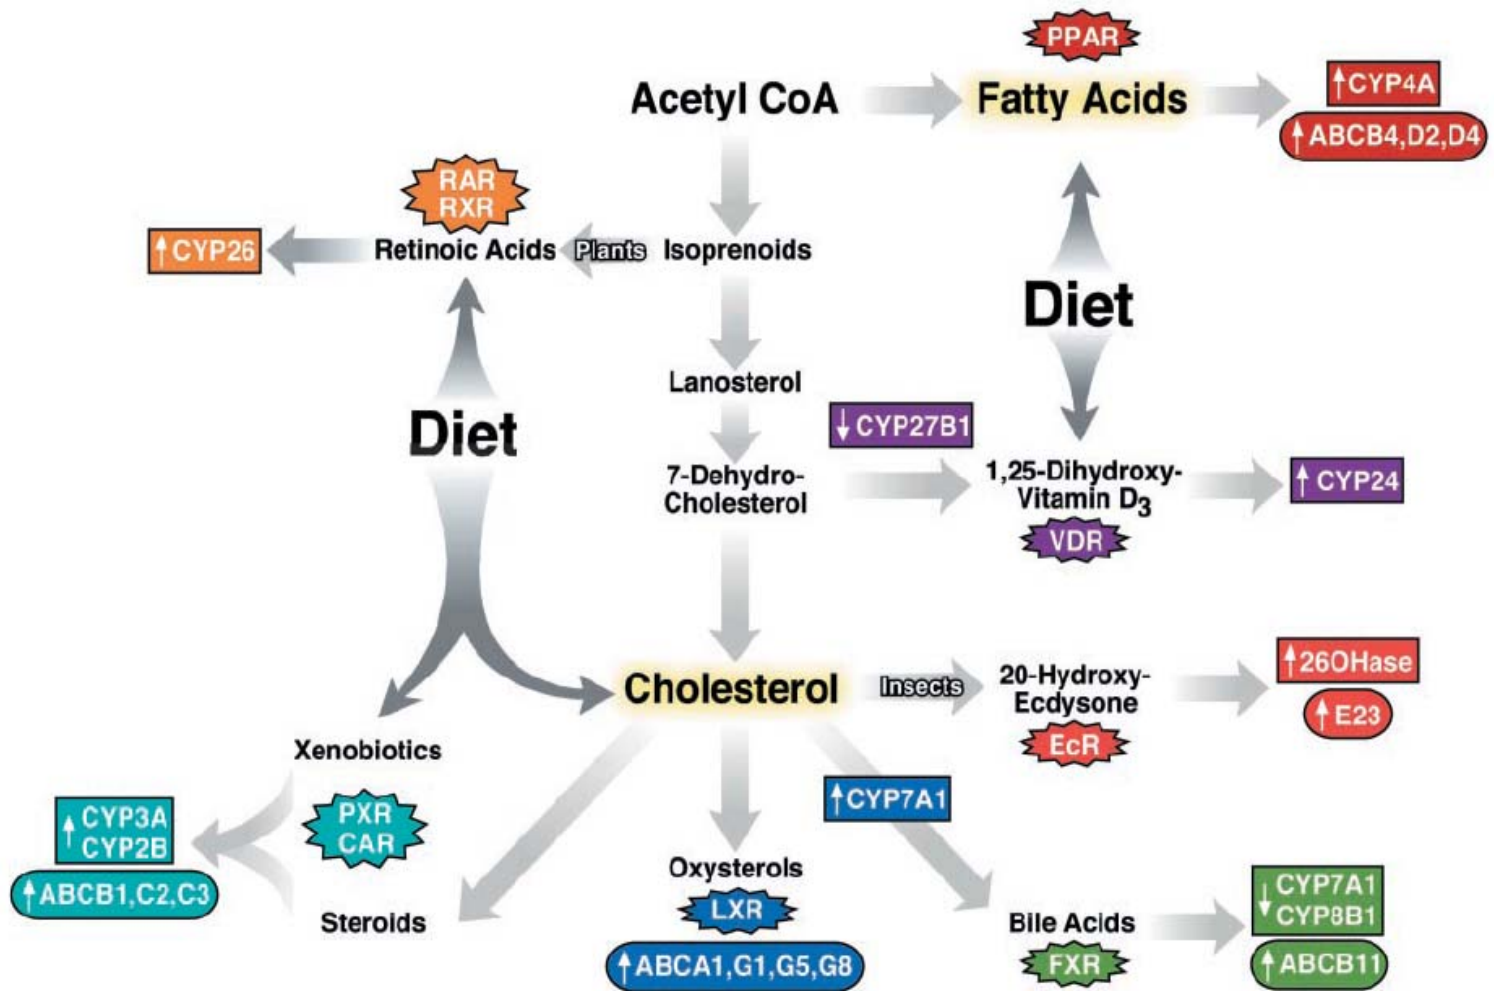 PPAR
Acetyl CoA
Fatty Acids
↑CYP4A
↑ABCB4,D2,D4
RAR
RXR
↑CYP26
Retinoic Acids
Plants
Isoprenoids
Diet
Lanosterol
Diet
↓CYP27B1
7-Dehydro-
Cholesterol
1,25-Dihydroxy-
Vitamin D3
VDR
↑CYP24
Cholesterol
Insects
20-Hydroxy-
Ecdysone
EcR
↑26OHase
↑E23
Xenobiotics
↑CYP3A
CYP2B
↑ABCB1,C2,C3
PXR
CAR
Steroids
↑CYP7A1
Oxysterols
LXR
↑ABCA1,G1,G5,G8
Bile Acids
FXR
↓CYP7A1
CYP8B1
↑ABCB11